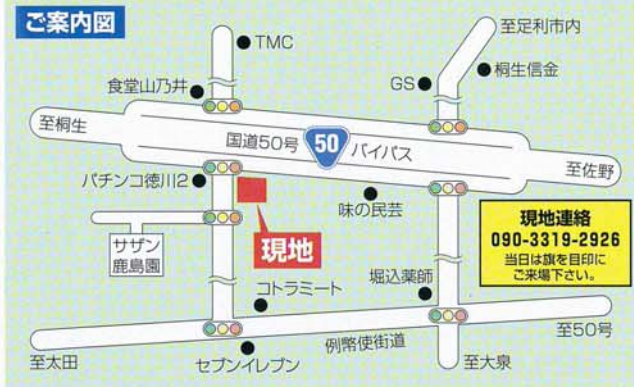 ご案内図
TMC
至足利市内
桐生信金
GS
食堂山乃井
至桐生
国道50号
50
バイパス
至佐野
パチンコ徳川2
味の民芸
サザン
鹿島園
現地
現地連絡
090-3319-2926
当日は旗を目印に
ご来場下さい。
コトラミート
堀込薬師
至50号
例幣使街道
至太田
セブンイレブン
至大泉